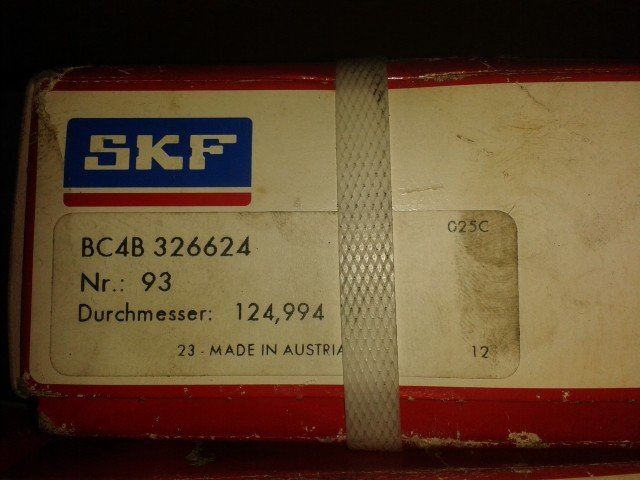 SKF
G25C
BC4B 326624
Nr.: 93
Durchmesser: 124,994
23 - MADE IN AUSTRIA 12